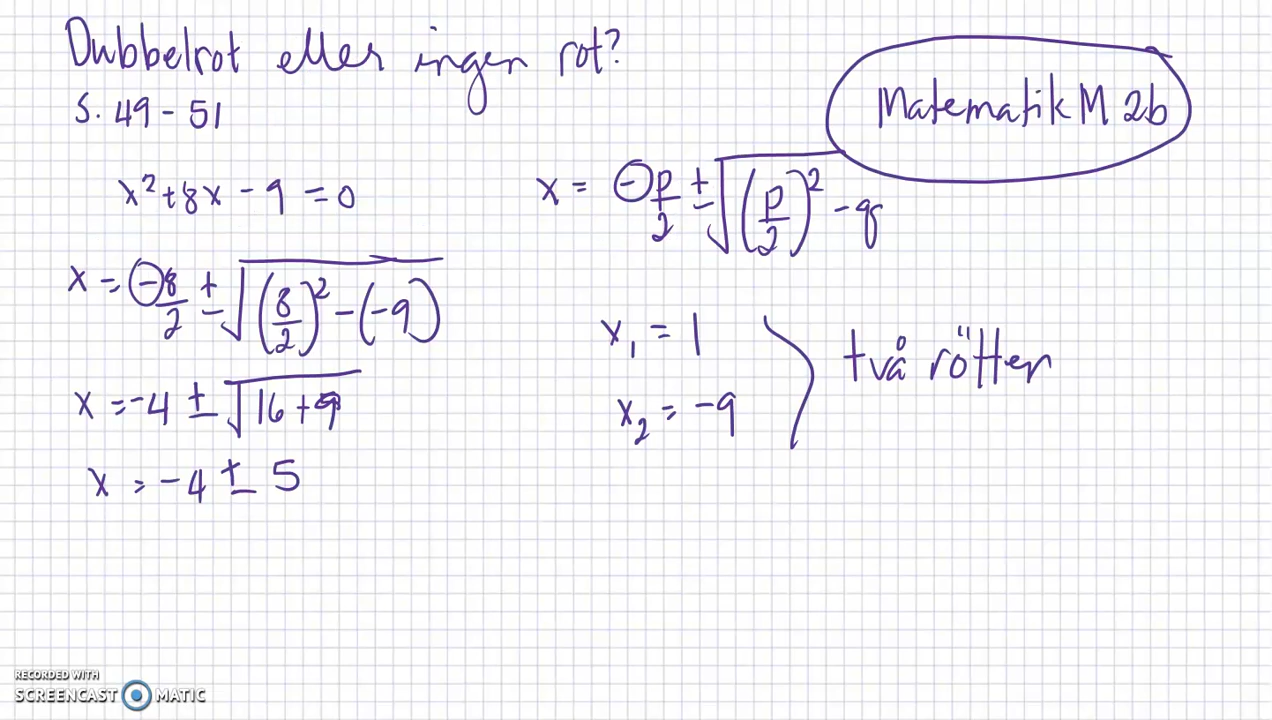 Dubbelrot eller ingen rot?
s. 49 - 51
Matematik M 2b
x² + 8x - 9 = 0
x = -p/2 ± √((p/2)² - q)
x = -8/2 ± √((8/2)² - (-9))
x = -4 ± √(16 + 9)
x = -4 ± 5
x₁ = 1
x₂ = -9
två rötter
RECORDED WITH
SCREENCAST MATIC